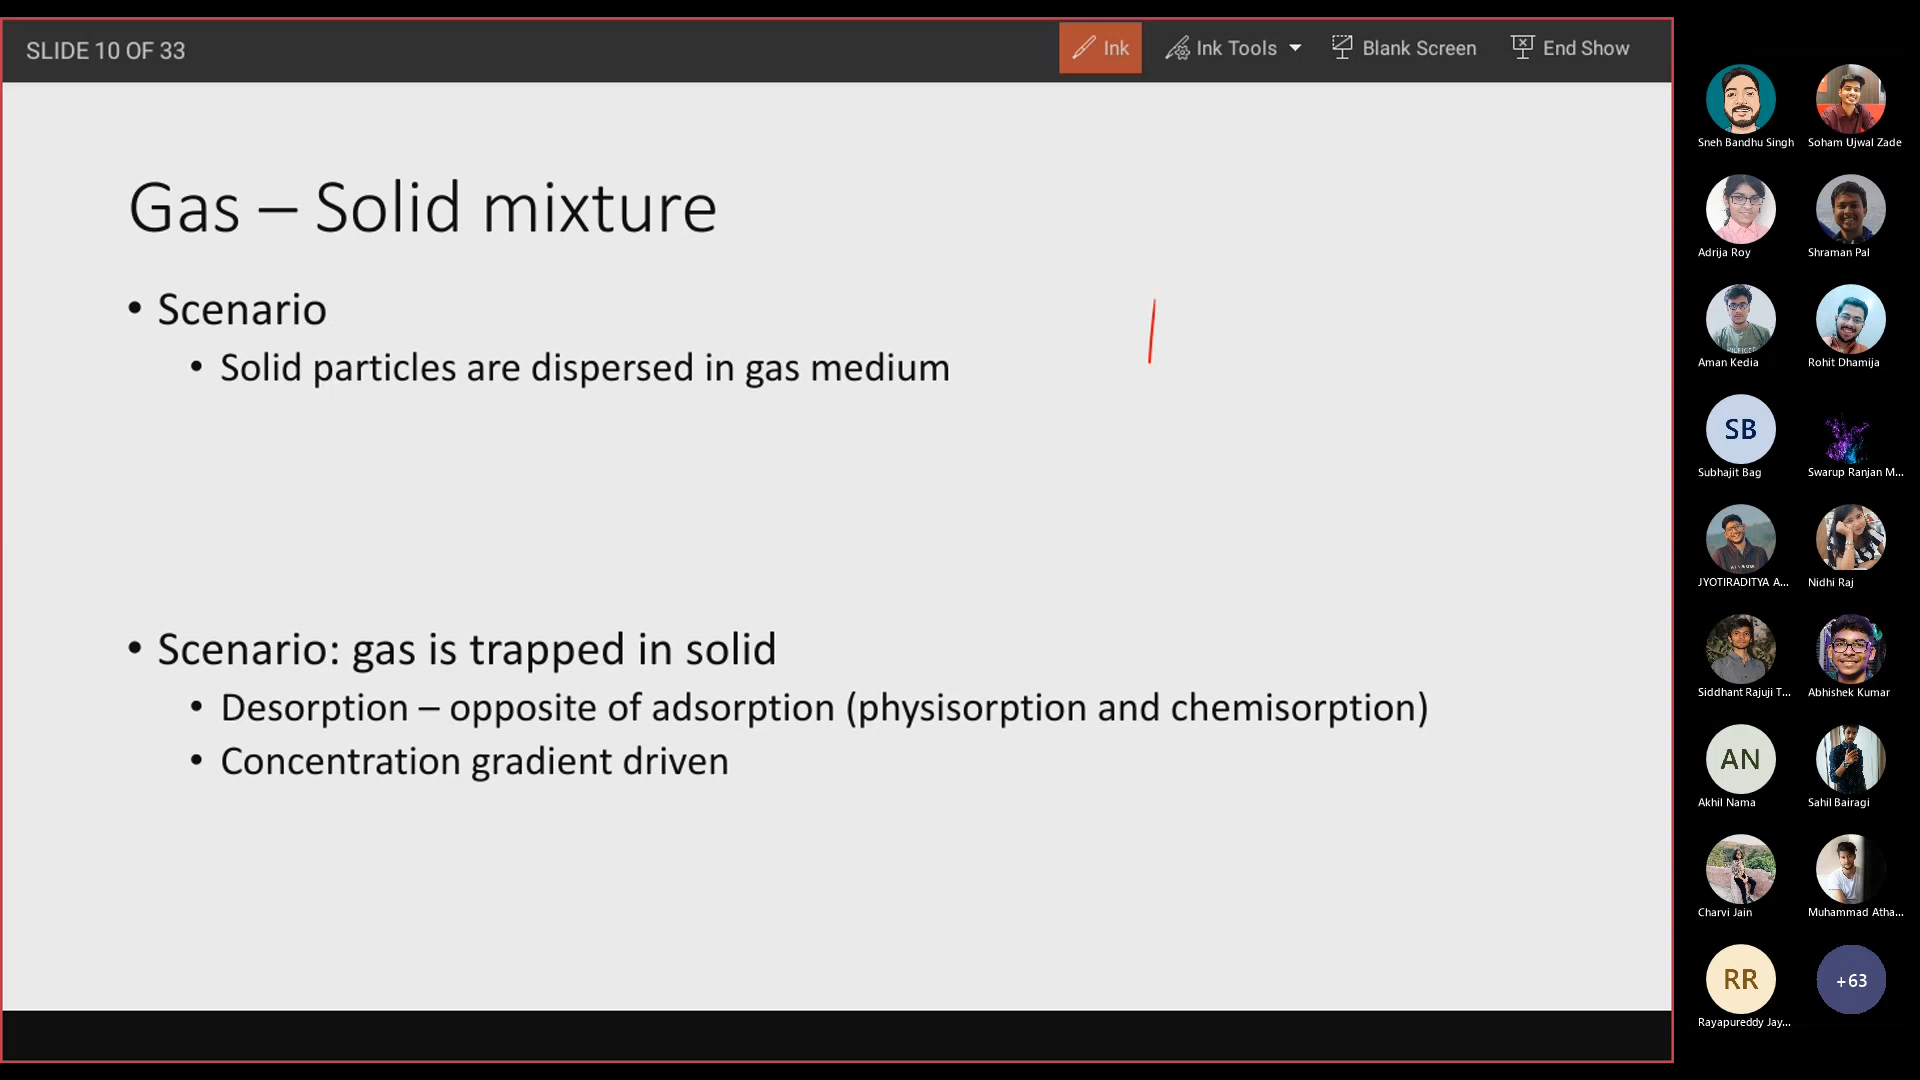 SLIDE 10 OF 33
Ink
Ink Tools
Blank Screen
End Show
Gas – Solid mixture
• Scenario
• Solid particles are dispersed in gas medium
• Scenario: gas is trapped in solid
• Desorption – opposite of adsorption (physisorption and chemisorption)
• Concentration gradient driven
Sneh Bandhu Singh
Soham Ujwal Zade
Adrija Roy
Shraman Pal
Aman Kedia
Rohit Dhamija
SB
Subhajit Bag
Swarup Ranjan M...
JYOTIRADITYA A...
Nidhi Raj
Siddhant Rajuji T...
Abhishek Kumar
AN
Akhil Nama
Sahil Bairagi
Charvi Jain
Muhammad Atha...
RR
Rayapureddy Jay...
+63